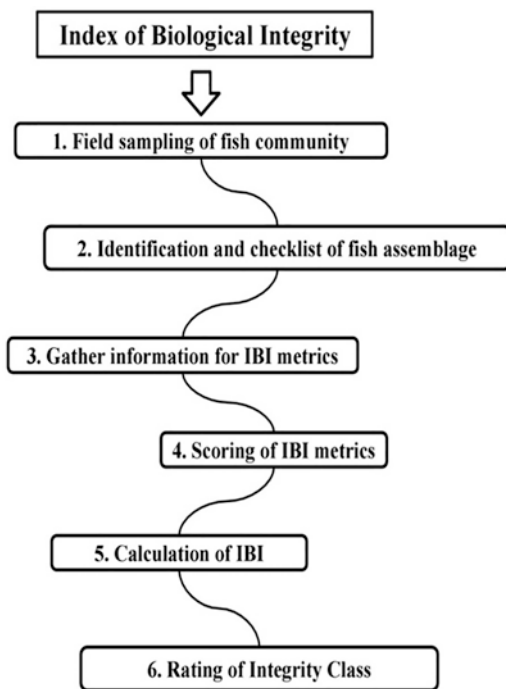 Index of Biological Integrity
1. Field sampling of fish community
2. Identification and checklist of fish assemblage
3. Gather information for IBI metrics
4. Scoring of IBI metrics
5. Calculation of IBI
6. Rating of Integrity Class